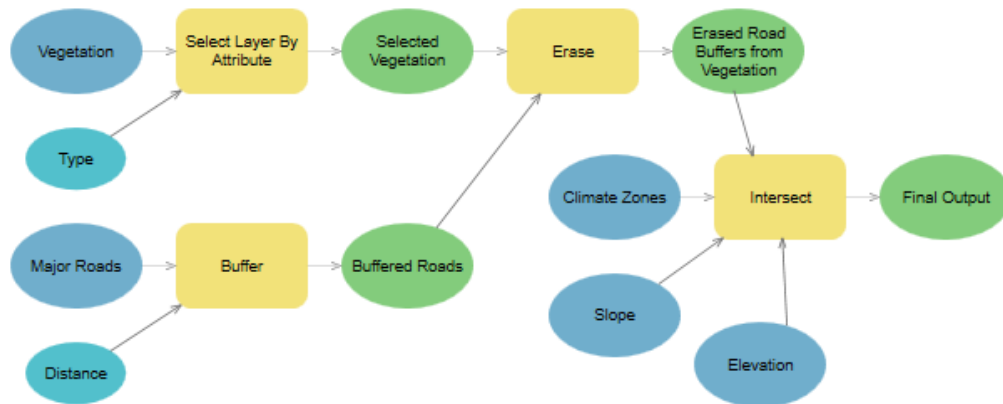 Vegetation
Select Layer By
Attribute
Selected
Vegetation
Erase
Erased Road
Buffers from
Vegetation
Type
Climate Zones
Intersect
Final Output
Major Roads
Buffer
Buffered Roads
Slope
Distance
Elevation